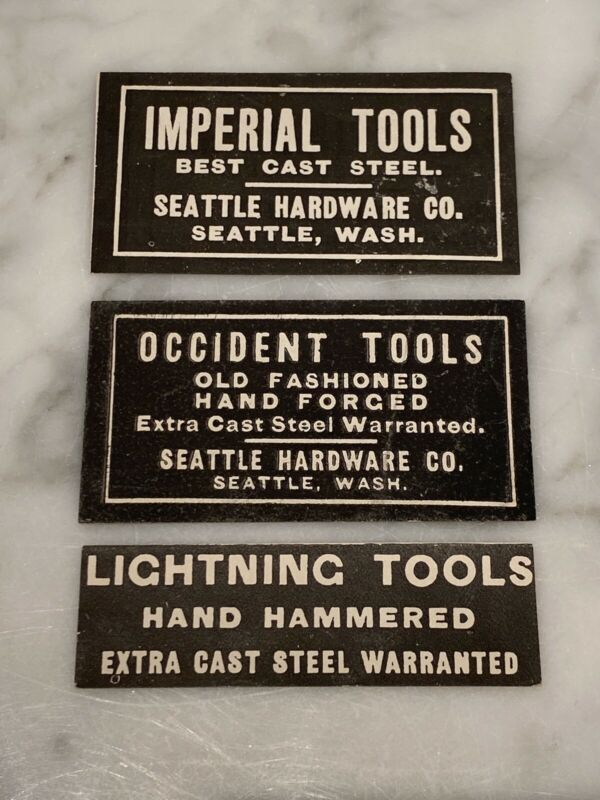 IMPERIAL TOOLS
BEST CAST STEEL.
SEATTLE HARDWARE CO.
SEATTLE, WASH.
OCCIDENT TOOLS
OLD FASHIONED
HAND FORGED
Extra Cast Steel Warranted.
SEATTLE HARDWARE CO.
SEATTLE, WASH.
LIGHTNING TOOLS
HAND HAMMERED
EXTRA CAST STEEL WARRANTED